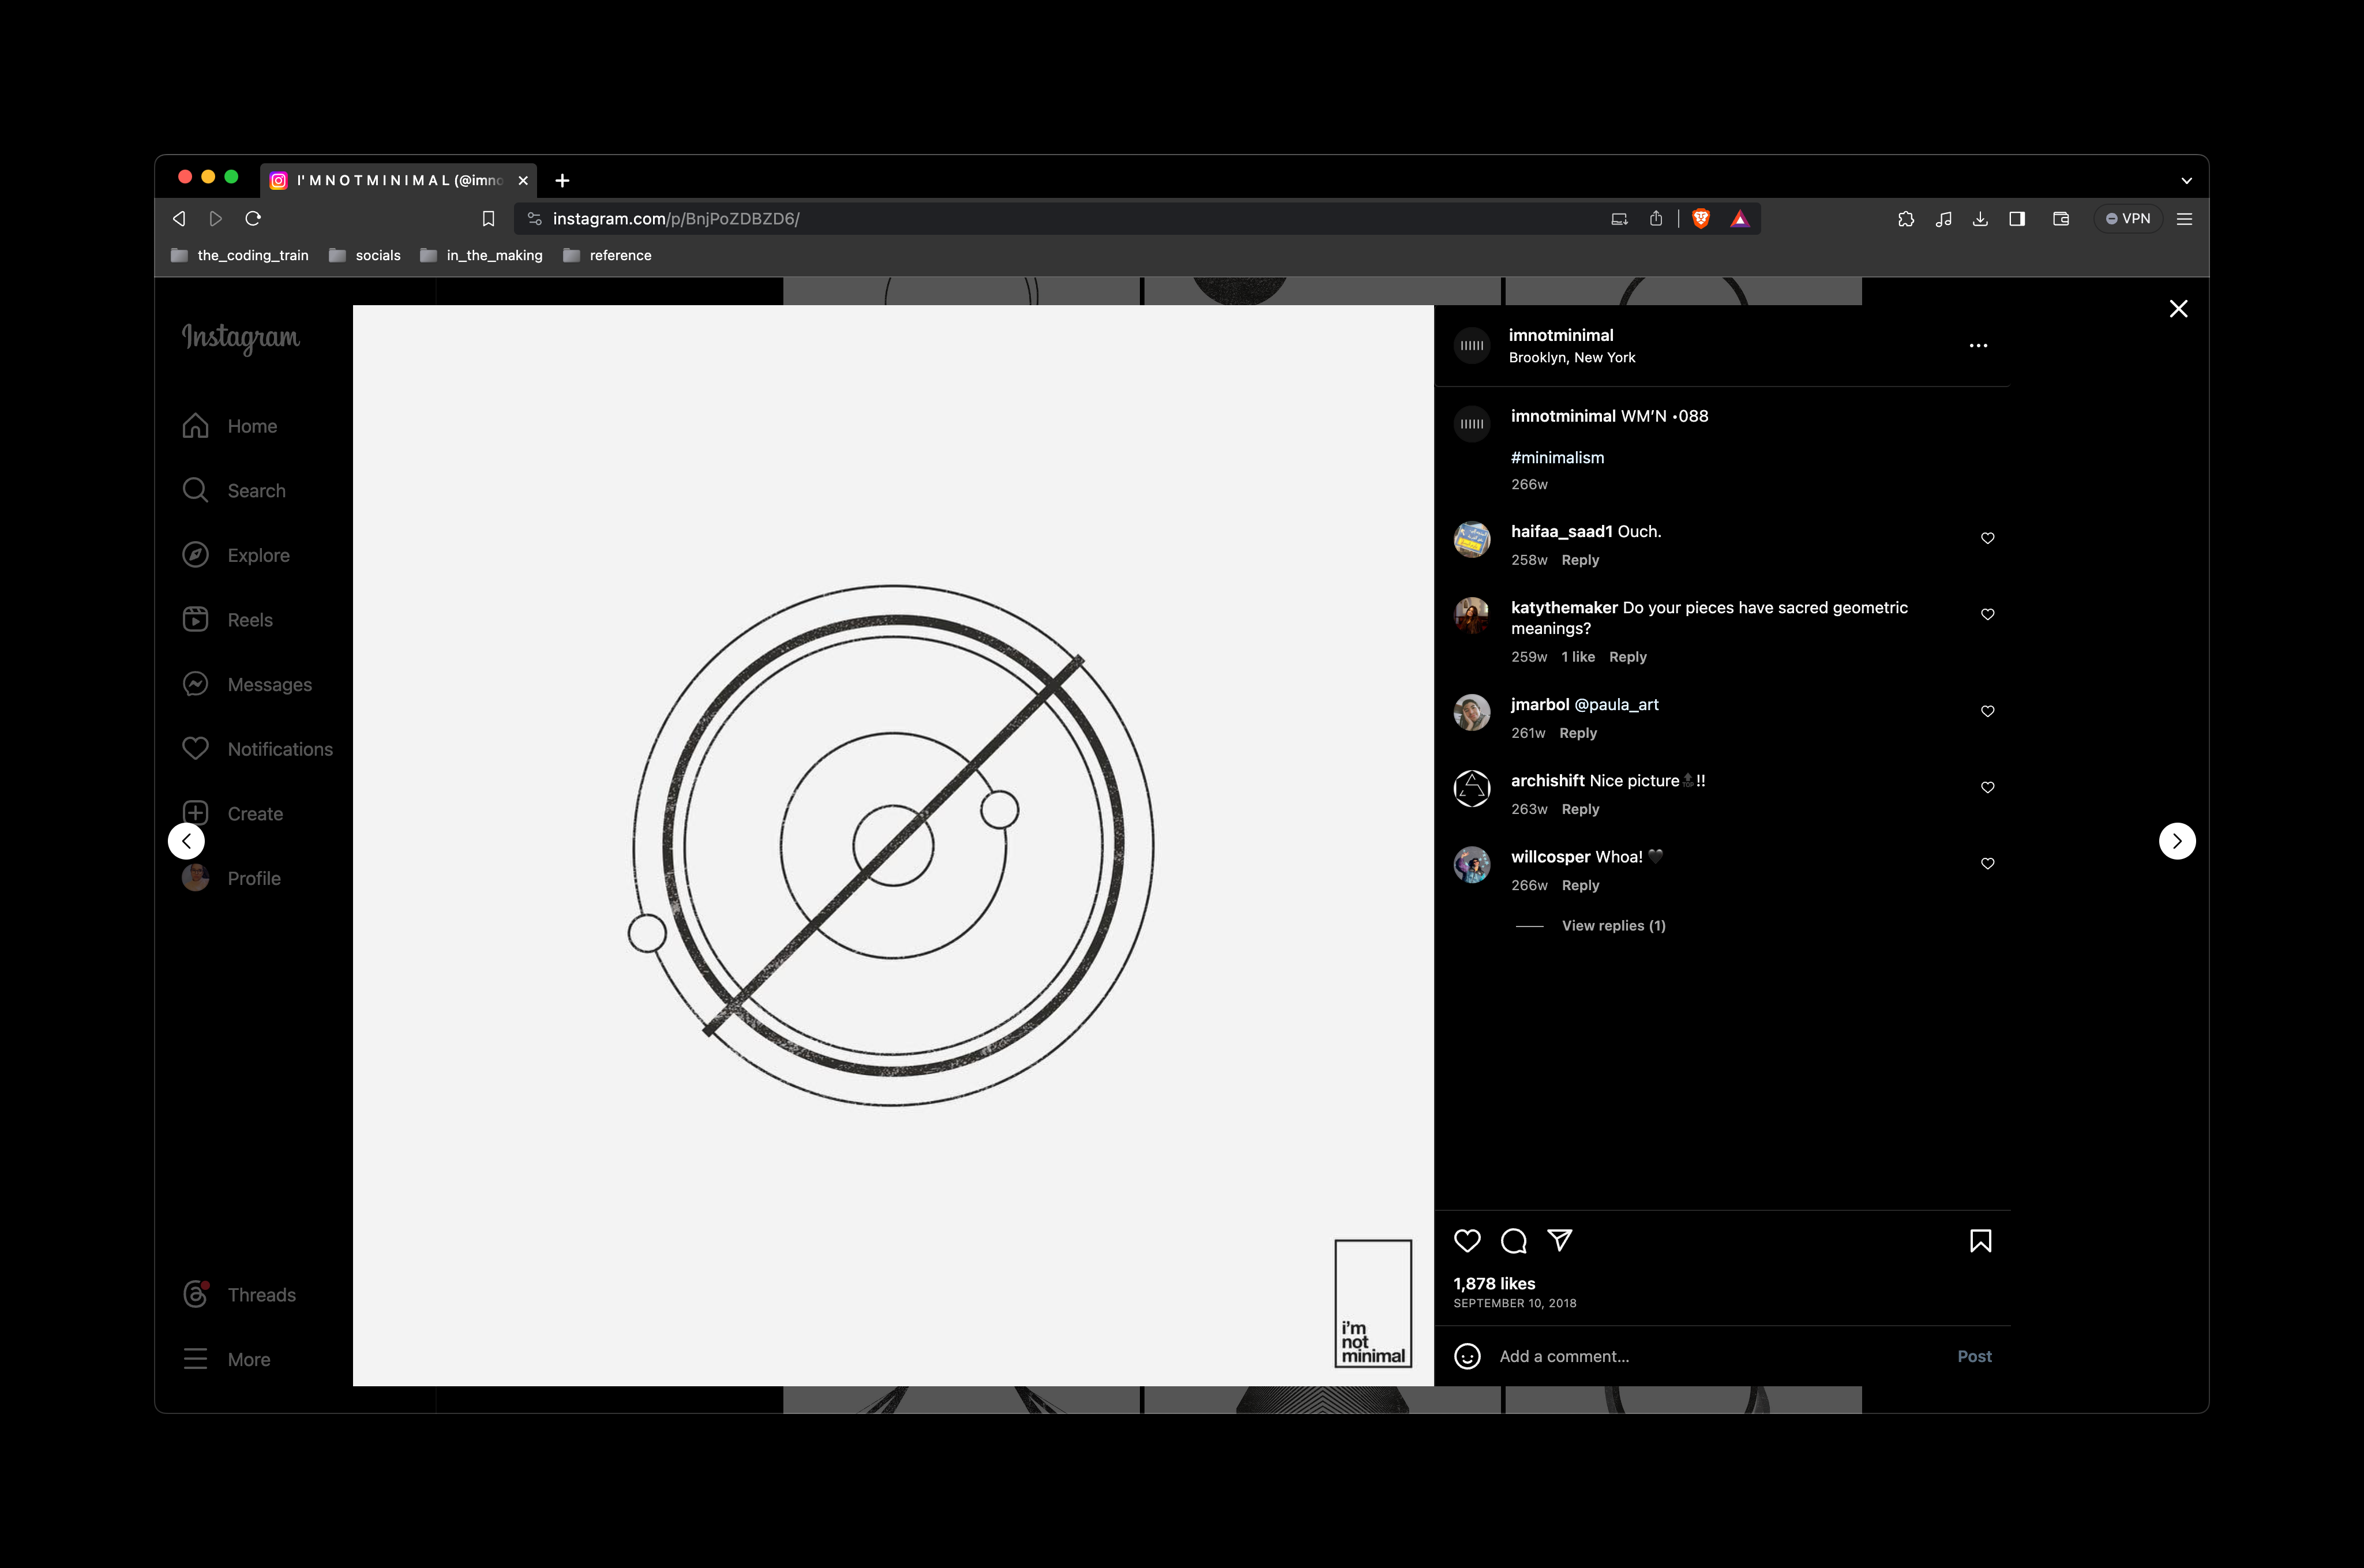 I' M N O T M I N I M A L (@imno
instagram.com/p/BnjPoZDBZD6/
VPN
the_coding_train
socials
in_the_making
reference
Instagram
Home
Search
Explore
Reels
Messages
Notifications
Create
Profile
Threads
More
i'm
not
minimal
imnotminimal
Brooklyn, New York
imnotminimal WM'N •088
#minimalism
266w
haifaa_saad1 Ouch.
258w Reply
katythemaker Do your pieces have sacred geometric
meanings?
259w 1 like Reply
jmarbol @paula_art
261w Reply
archishift Nice picture🔝!!
263w Reply
willcosper Whoa! 🖤
266w Reply
View replies (1)
1,878 likes
SEPTEMBER 10, 2018
Add a comment...
Post